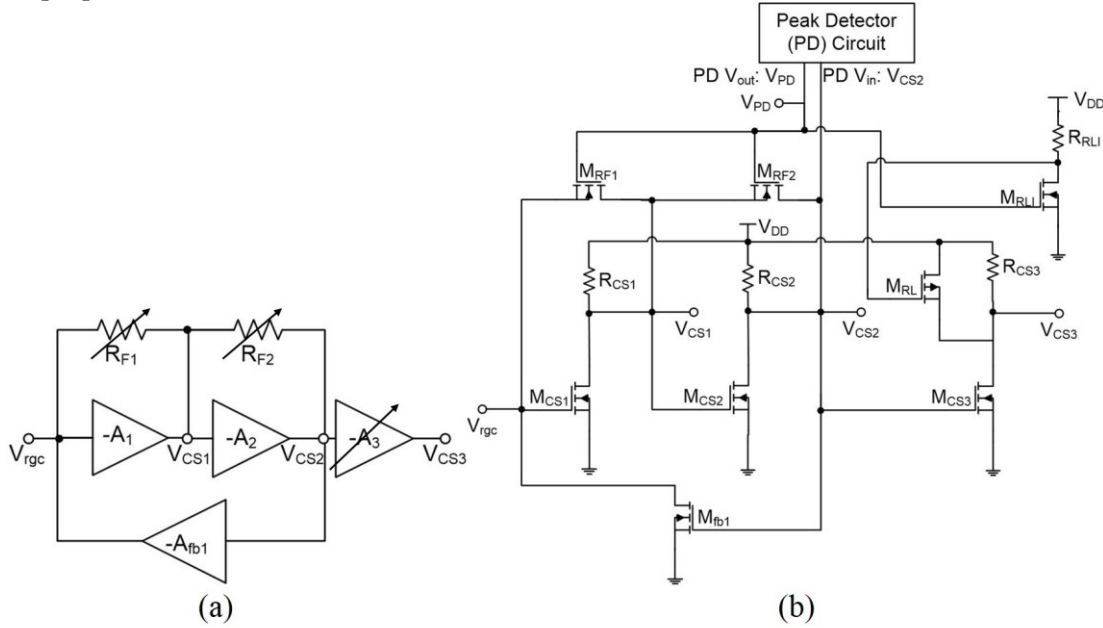 Peak Detector
(PD) Circuit
PD Vout: VPD
PD Vin: VCS2
VPD
VDD
RRLI
MRF1
MRF2
MRLI
VDD
RCS1
RCS2
MRL
RCS3
VCS1
VCS2
VCS3
MCS1
MCS2
MCS3
Vrgc
Mfb1
RF1
RF2
-A1
-A2
-A3
Vrgc
VCS1
VCS2
VCS3
-Afb1
(a)
(b)